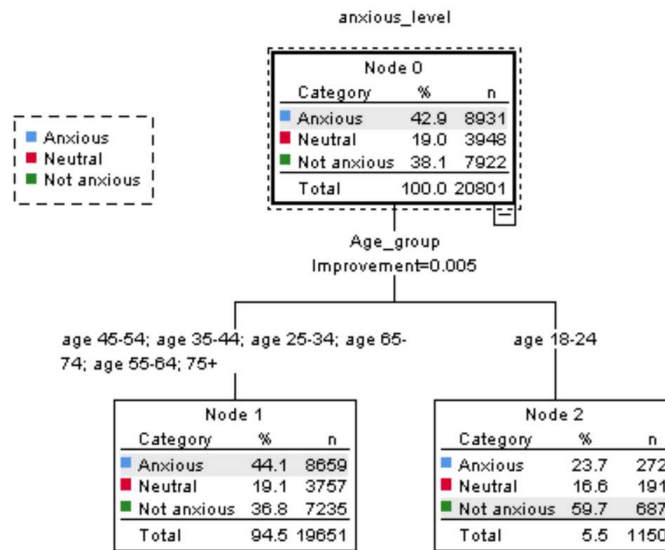 anxious_level
Node 0
Category % n
Anxious 42.9 8931
Neutral 19.0 3948
Not anxious 38.1 7922
Total 100.0 20801
Anxious
Neutral
Not anxious
Age_group
Improvement=0.005
age 45-54; age 35-44; age 25-34; age 65-
74; age 55-64; 75+
age 18-24
Node 1
Category % n
Anxious 44.1 8659
Neutral 19.1 3757
Not anxious 36.8 7235
Total 94.5 19651
Node 2
Category % n
Anxious 23.7 272
Neutral 16.6 191
Not anxious 59.7 687
Total 5.5 1150